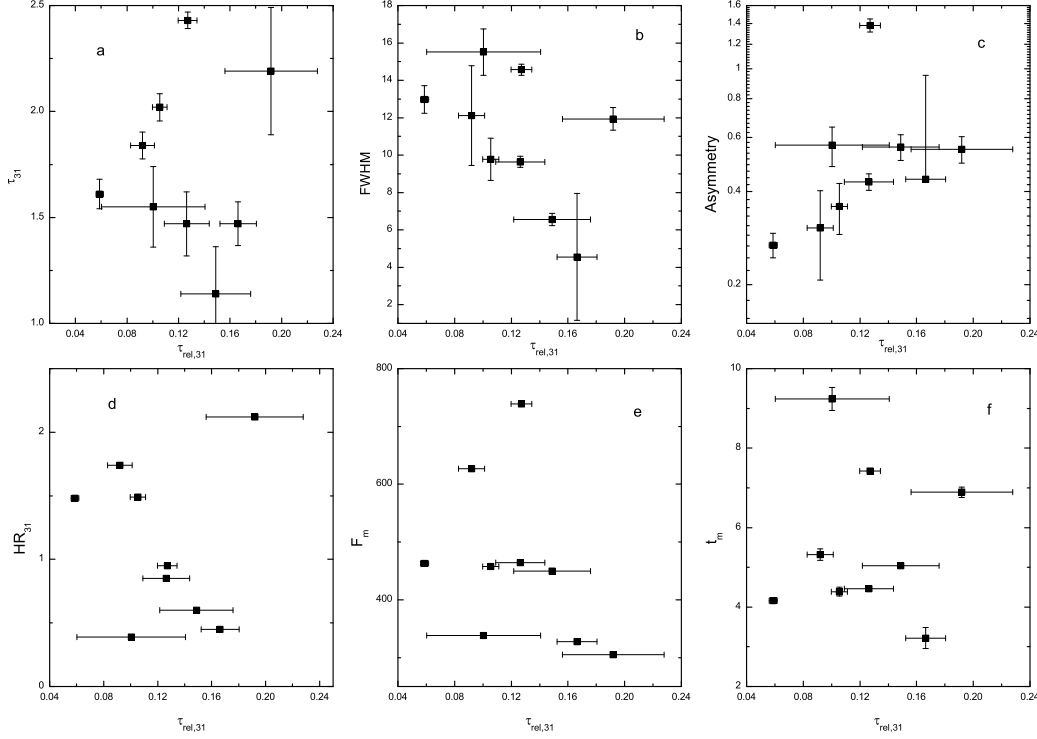 2.5
2.0
1.5
1.0
τ31
a
0.04 0.08 0.12 0.16 0.20 0.24
τrel,31
18
16
14
12
10
8
6
4
2
FWHM
b
0.04 0.08 0.12 0.16 0.20 0.24
τrel,31
1.6
1.4
1.2
1
0.8
0.6
0.4
0.2
Asymmetry
c
0.04 0.08 0.12 0.16 0.20 0.24
τrel,31
2
1
0
HR31
d
0.04 0.08 0.12 0.16 0.20 0.24
τrel,31
800
600
400
Fm
e
0.04 0.08 0.12 0.16 0.20 0.24
τrel,31
10
8
6
4
2
tm
f
0.04 0.08 0.12 0.16 0.20 0.24
τrel,31